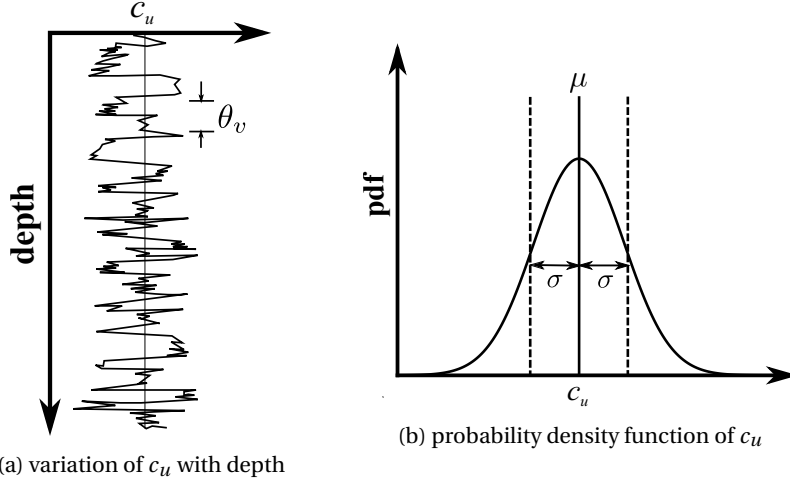 c_u
depth
θ_v
(a) variation of c_u with depth
pdf
μ
σ σ
c_u
(b) probability density function of c_u